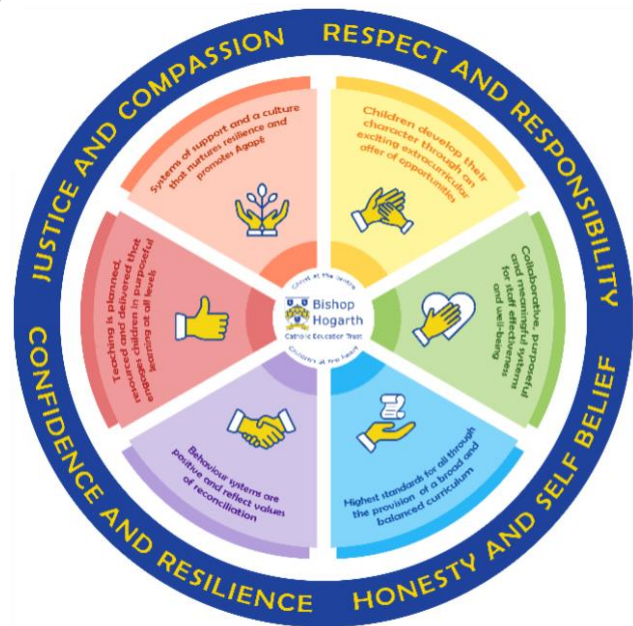 JUSTICE AND COMPASSION
RESPECT AND RESPONSIBILITY
HONESTY AND SELF BELIEF
CONFIDENCE AND RESILIENCE
Systems of support and a culture
that nurtures resilience and
promotes Agapé
Children develop their
character through an
exciting extracurricular
offer of opportunities
Collaborative, purposeful
and meaningful systems
for staff effectiveness
and well-being
Highest standards for all through
the provision of a broad and
balanced curriculum
Behaviour systems are
positive and reflect values
of reconciliation
Teaching is planned,
resourced and delivered that
engages children in purposeful
learning at all levels
Christ at the centre
Bishop
Hogarth
Catholic Education Trust
Children at the heart